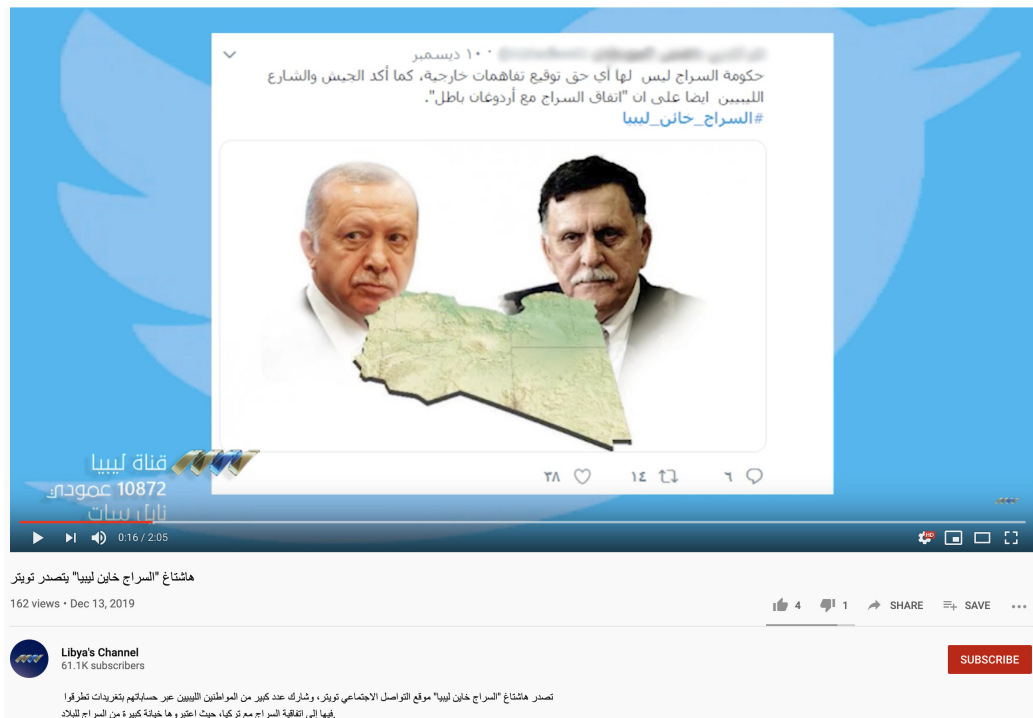 ١٠ ديسمبر
حكومة السراج ليس لها أي حق توقيع تفاهمات خارجية، كما أكد الجيش والشارع
الليبيين ايضا على ان "اتفاق السراج مع أردوغان باطل".
#السراج_خائن_ليبيا
٣٨ ١٤ ٦
قناة ليبيا
10872 عمودي
نايل سات
0:16 / 2:05
HD
هاشتاغ "السراج خاين ليبيا" يتصدر تويتر
162 views • Dec 13, 2019
4 1 SHARE SAVE
Libya's Channel
61.1K subscribers
SUBSCRIBE
تصدر هاشتاغ "السراج خاين ليبيا" موقع التواصل الاجتماعي تويتر، وشارك عدد كبير من المواطنين الليبيين عبر حساباتهم بتغريدات تطرقوا
فيها إلى اتفاقية السراج مع تركيا، حيث اعتبروها خيانة كبيرة من السراج للبلاد.